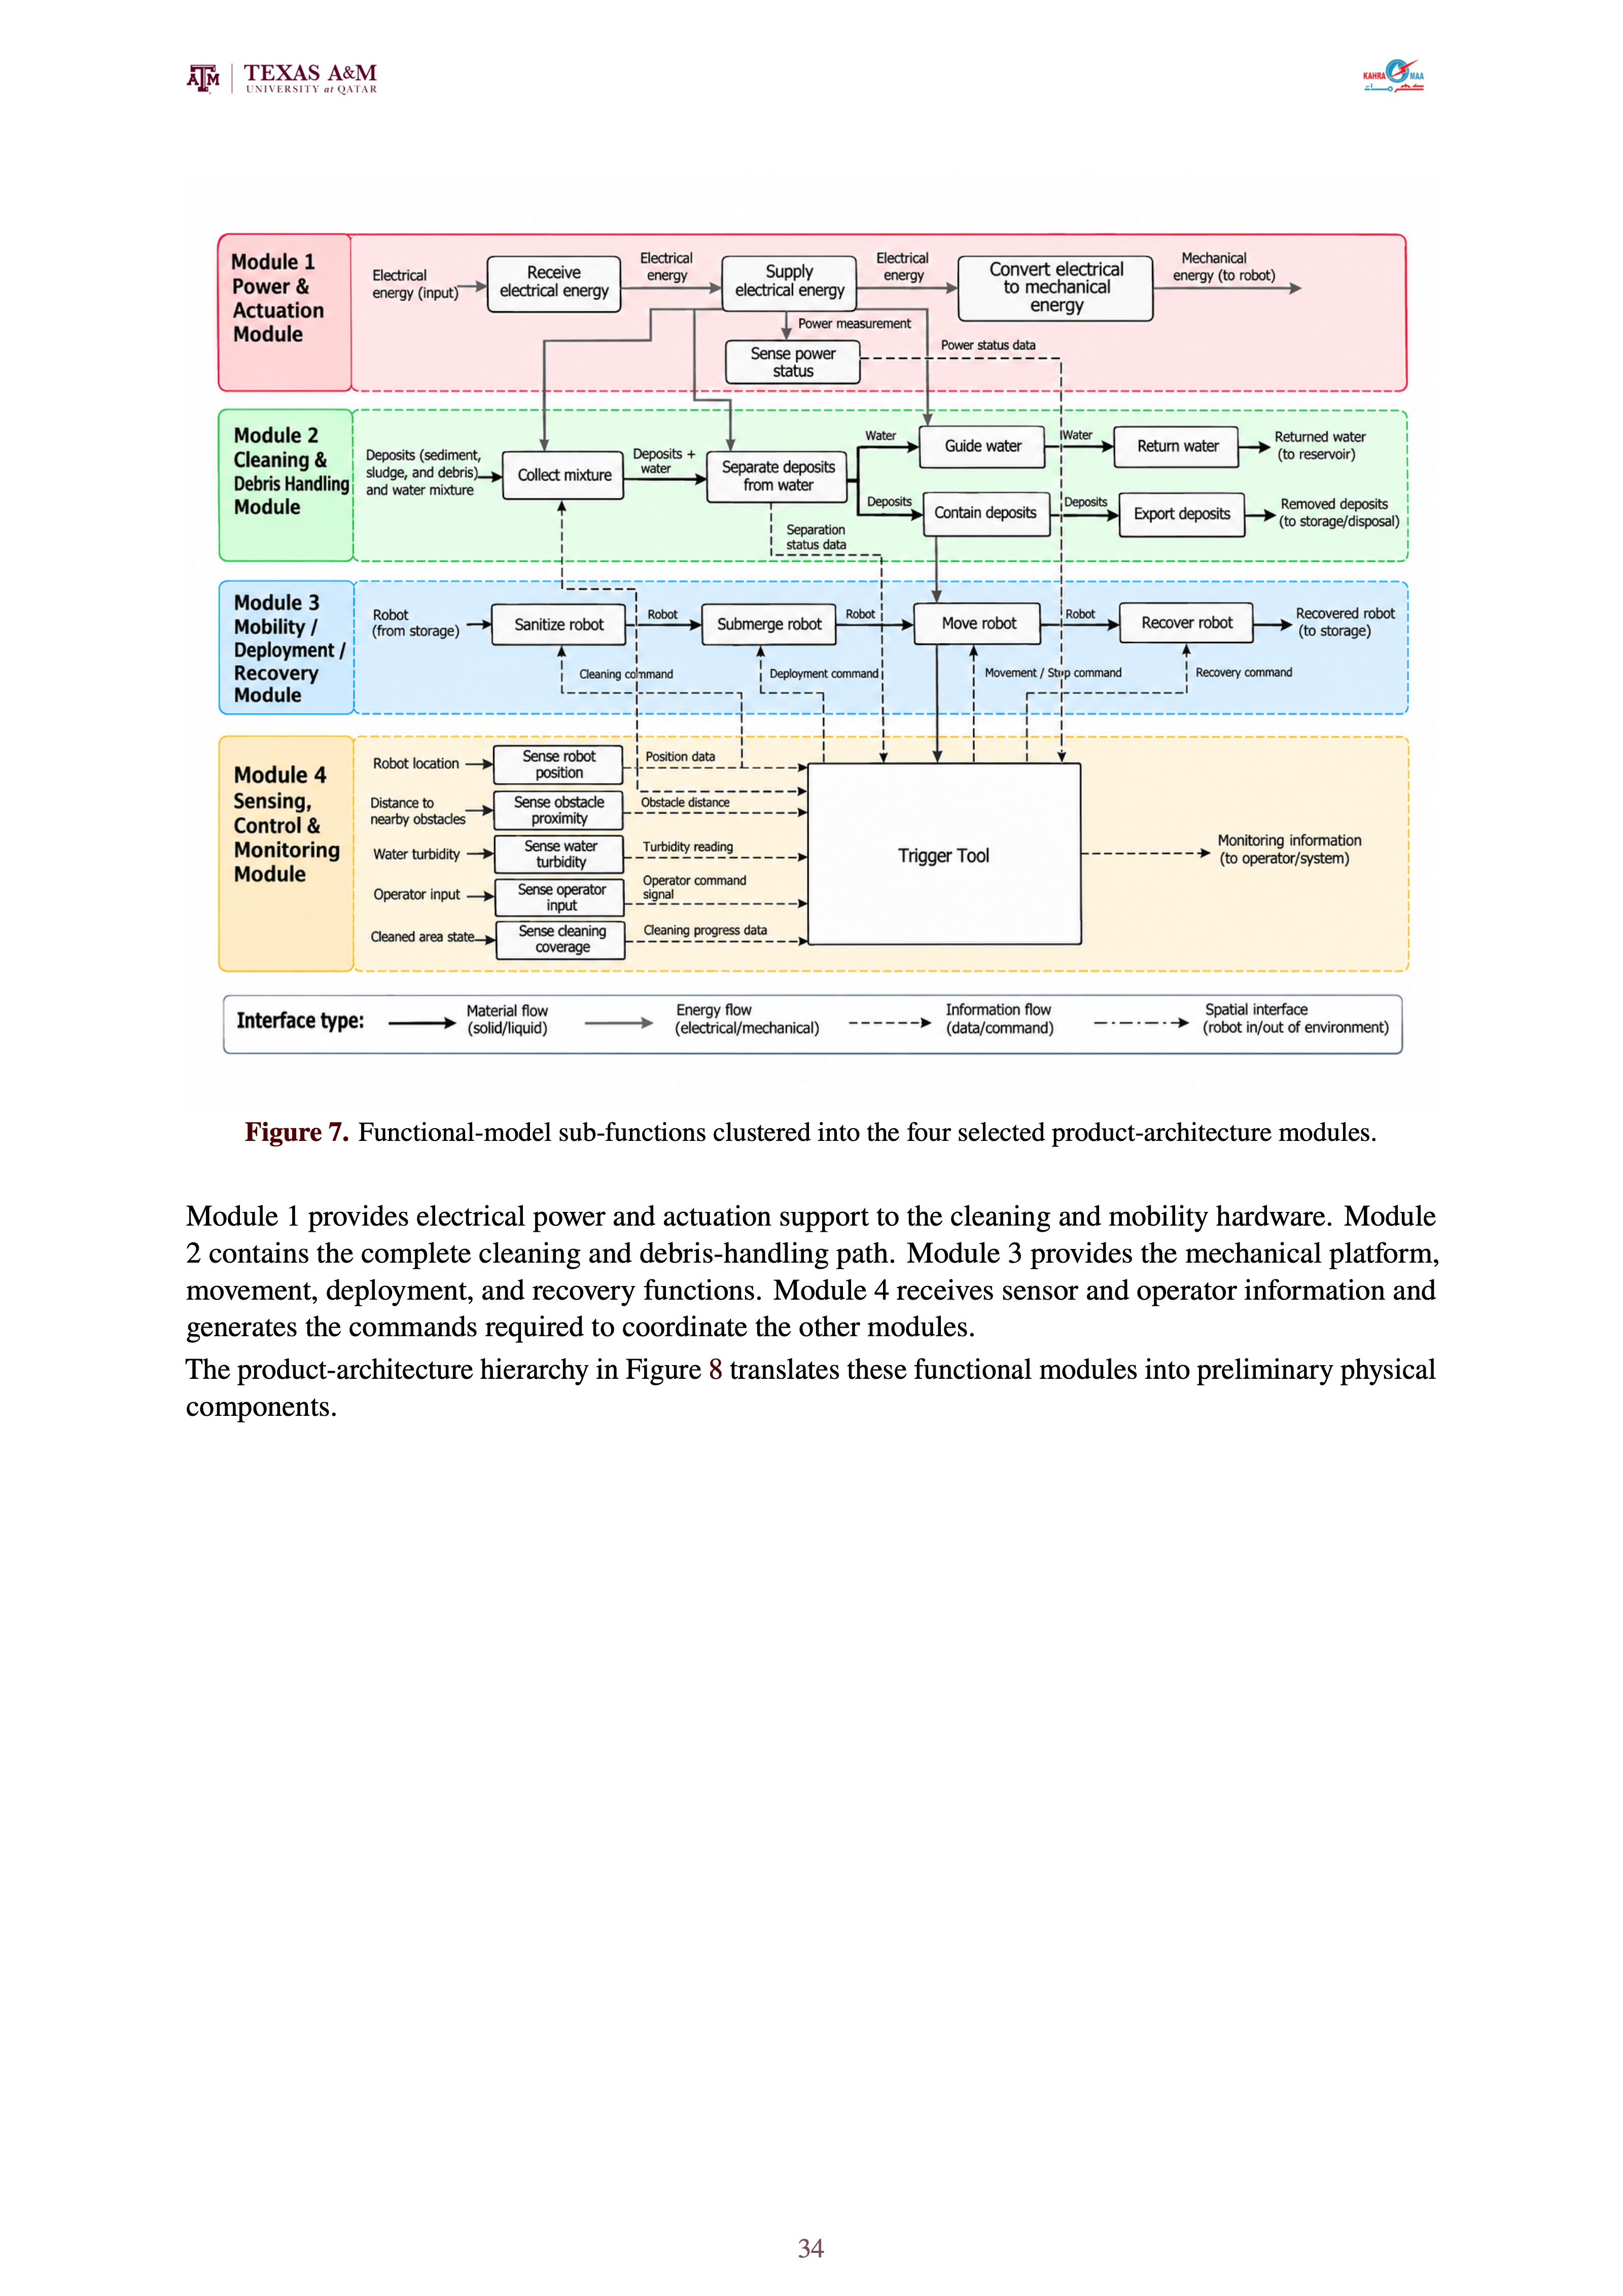 TEXAS A&M
UNIVERSITY at QATAR
KAHRA MAA
Module 1
Power &
Actuation
Module
Electrical
energy (input)
Receive
electrical energy
Electrical
energy
Supply
electrical energy
Electrical
energy
Convert electrical
to mechanical
energy
Mechanical
energy (to robot)
Power measurement
Sense power
status
Power status data
Module 2
Cleaning &
Debris Handling
Module
Deposits (sediment,
sludge, and debris)
and water mixture
Collect mixture
Deposits +
water
Separate deposits
from water
Water
Guide water
Water
Return water
Returned water
(to reservoir)
Deposits
Contain deposits
Deposits
Export deposits
Removed deposits
(to storage/disposal)
Separation
status data
Module 3
Mobility /
Deployment /
Recovery
Module
Robot
(from storage)
Sanitize robot
Robot
Submerge robot
Robot
Move robot
Robot
Recover robot
Recovered robot
(to storage)
Cleaning command
Deployment command
Movement / Stop command
Recovery command
Module 4
Sensing,
Control &
Monitoring
Module
Robot location
Sense robot
position
Position data
Distance to
nearby obstacles
Sense obstacle
proximity
Obstacle distance
Water turbidity
Sense water
turbidity
Turbidity reading
Operator input
Sense operator
input
Operator command
signal
Cleaned area state
Sense cleaning
coverage
Cleaning progress data
Trigger Tool
Monitoring information
(to operator/system)
Interface type:
Material flow
(solid/liquid)
Energy flow
(electrical/mechanical)
Information flow
(data/command)
Spatial interface
(robot in/out of environment)
Figure 7. Functional-model sub-functions clustered into the four selected product-architecture modules.
Module 1 provides electrical power and actuation support to the cleaning and mobility hardware. Module
2 contains the complete cleaning and debris-handling path. Module 3 provides the mechanical platform,
movement, deployment, and recovery functions. Module 4 receives sensor and operator information and
generates the commands required to coordinate the other modules.
The product-architecture hierarchy in Figure 8 translates these functional modules into preliminary physical
components.
34